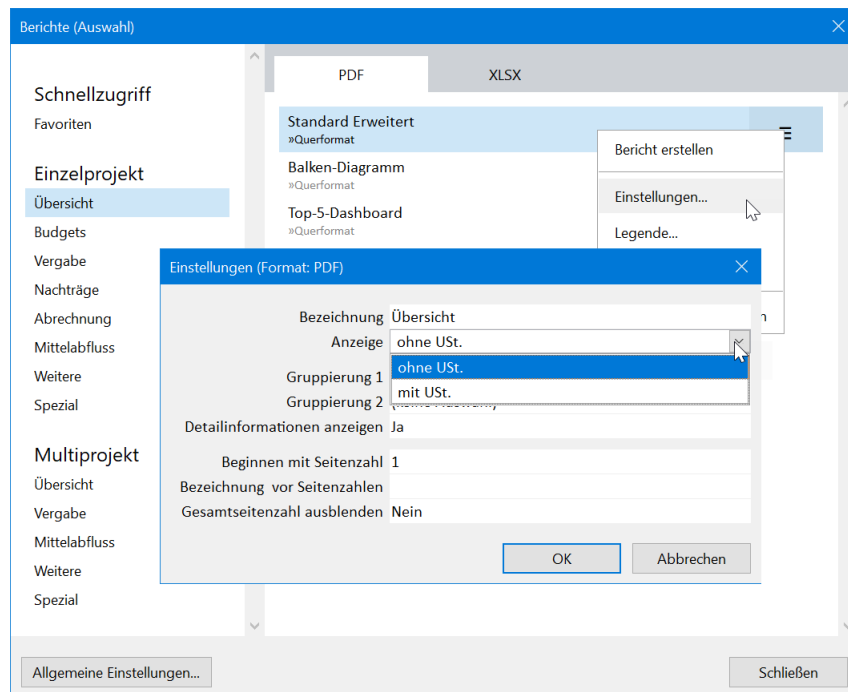 Berichte (Auswahl)
Schnellzugriff
Favoriten
Einzelprojekt
Übersicht
Budgets
Vergabe
Nachträge
Abrechnung
Mittelabfluss
Weitere
Spezial
Multiprojekt
Übersicht
Vergabe
Mittelabfluss
Weitere
Spezial
PDF
XLSX
Standard Erweitert
»Querformat
Balken-Diagramm
»Querformat
Top-5-Dashboard
»Querformat
Bericht erstellen
Einstellungen...
Legende...
Einstellungen (Format: PDF)
Bezeichnung Übersicht
Anzeige ohne USt.
ohne USt.
mit USt.
Gruppierung 1
Gruppierung 2
Detailinformationen anzeigen Ja
Beginnen mit Seitenzahl 1
Bezeichnung vor Seitenzahlen
Gesamtseitenzahl ausblenden Nein
OK
Abbrechen
Allgemeine Einstellungen...
Schließen